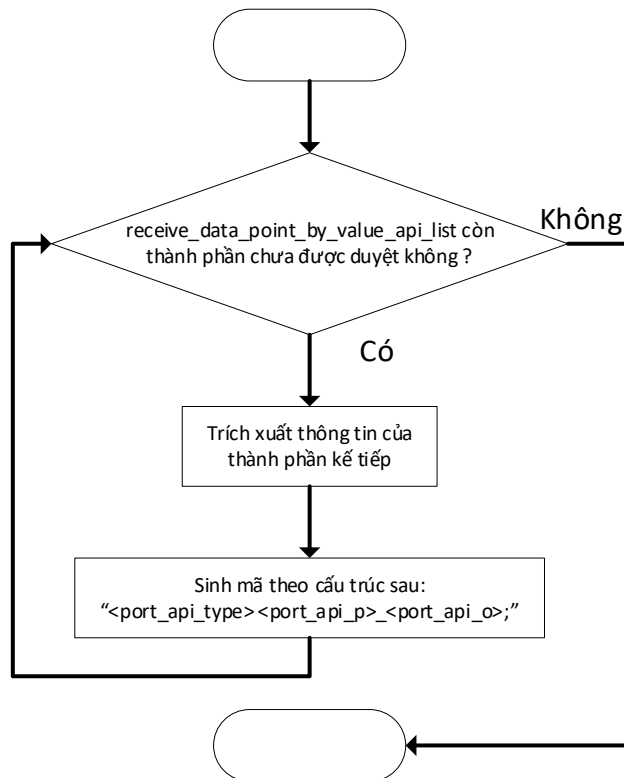 receive_data_point_by_value_api_list còn
thành phần chưa được duyệt không ?
Không
Có
Trích xuất thông tin của
thành phần kế tiếp
Sinh mã theo cấu trúc sau:
“<port_api_type><port_api_p>_<port_api_o>;”